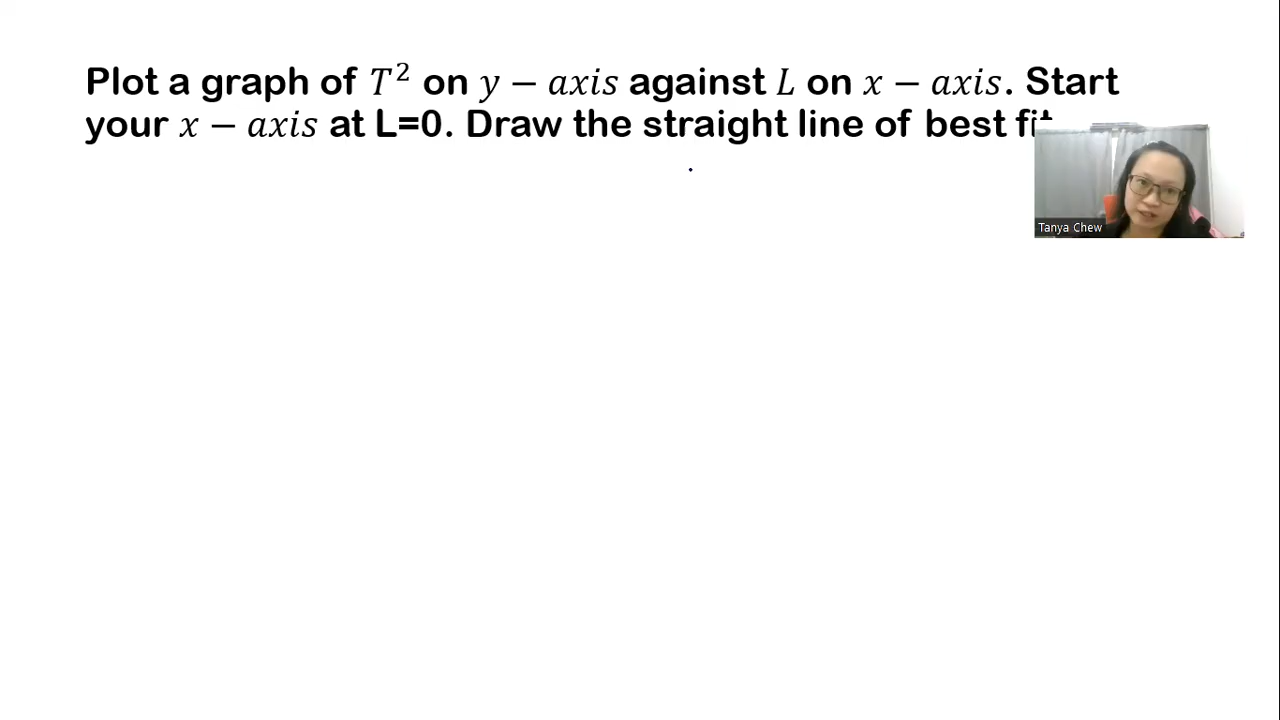 Plot a graph of 𝑇² on 𝑦 − 𝑎𝑥𝑖𝑠 against 𝐿 on 𝑥 − 𝑎𝑥𝑖𝑠. Start
your 𝑥 − 𝑎𝑥𝑖𝑠 at L=0. Draw the straight line of best fit
Tanya Chew